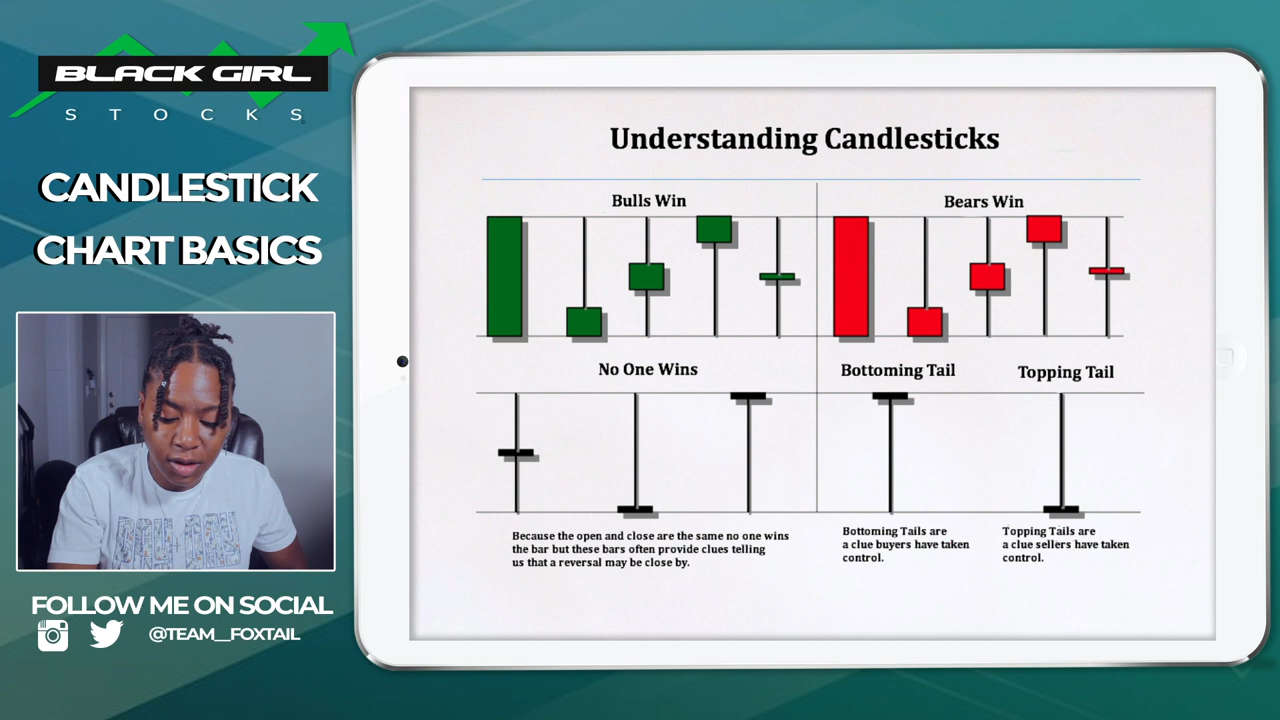 BLACK GIRL
STOCKS
CANDLESTICK
CHART BASICS
FOLLOW ME ON SOCIAL
@TEAM__FOXTAIL
Understanding Candlesticks
Bulls Win
Bears Win
No One Wins
Bottoming Tail
Topping Tail
Because the open and close are the same no one wins
the bar but these bars often provide clues telling
us that a reversal may be close by.
Bottoming Tails are
a clue buyers have taken
control.
Topping Tails are
a clue sellers have taken
control.